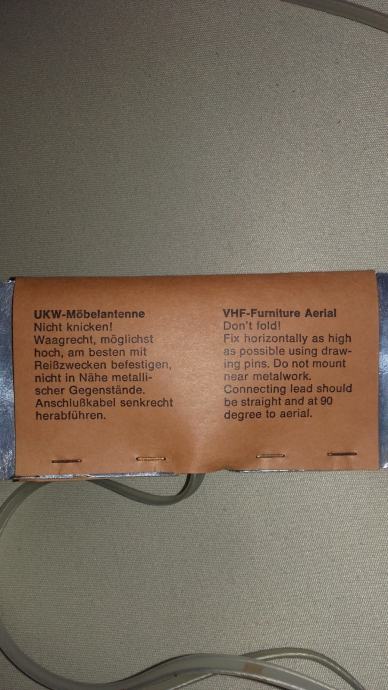 UKW-Möbelantenne
Nicht knicken!
Waagrecht, möglichst
hoch, am besten mit
Reißzwecken befestigen,
nicht in Nähe metalli-
scher Gegenstände.
Anschlußkabel senkrecht
herabführen.
VHF-Furniture Aerial
Don't fold!
Fix horizontally as high
as possible using draw-
ing pins. Do not mount
near metalwork.
Connecting lead should
be straight and at 90
degree to aerial.